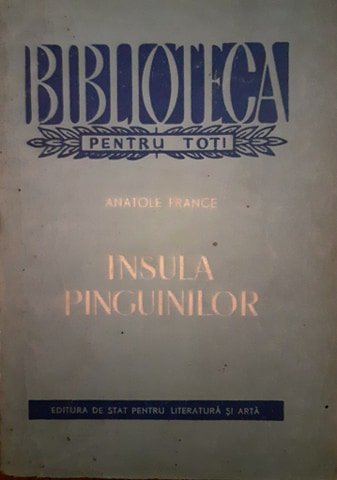 BIBLIOTECA
PENTRU TOȚI
ANATOLE FRANCE
INSULA
PINGUINILOR
EDITURA DE STAT PENTRU LITERATURĂ ȘI ARTĂ